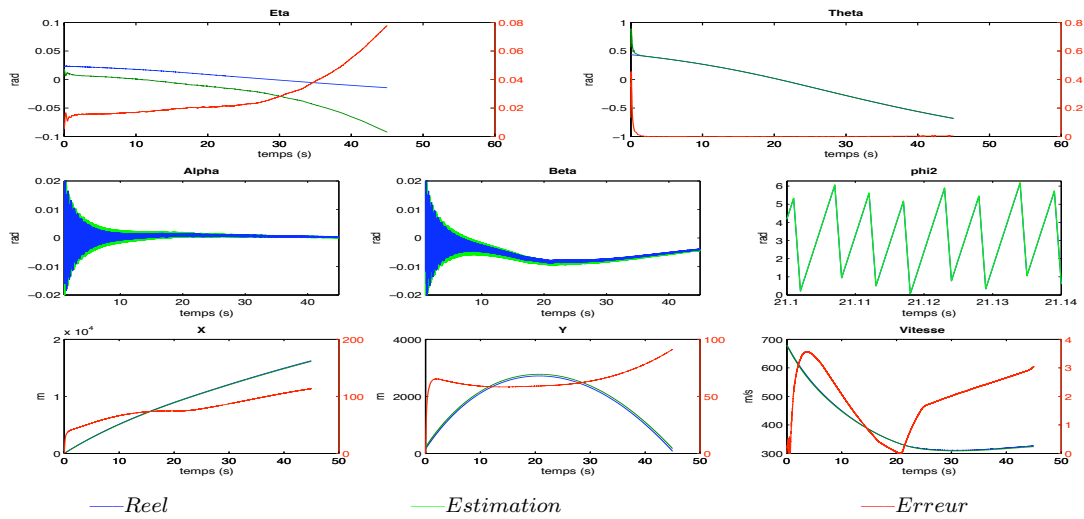 Eta
Theta
0.1 0.05 0 −0.05 −0.1
rad
0.08 0.06 0.04 0.02 0
0 10 20 30 40 50 60
temps (s)
1 0.5 0 −0.5 −1
rad
0.8 0.6 0.4 0.2 0
0 10 20 30 40 50 60
temps (s)
Alpha
Beta
phi2
0.02 0.01 0 −0.01 −0.02
rad
10 20 30 40
temps (s)
0.02 0.01 0 −0.01 −0.02
rad
10 20 30 40
temps (s)
6 5 4 3 2 1 0
rad
21.1 21.11 21.12 21.13 21.14
temps (s)
X
Y
Vitesse
x 10⁴
2 1 0
m
200 100 0
0 10 20 30 40 50
temps (s)
4000 2000 0
m
100 50 0
0 10 20 30 40 50
temps (s)
700 600 500 400 300
m/s
4 3 2 1 0
0 10 20 30 40 50
temps (s)
Reel
Estimation
Erreur